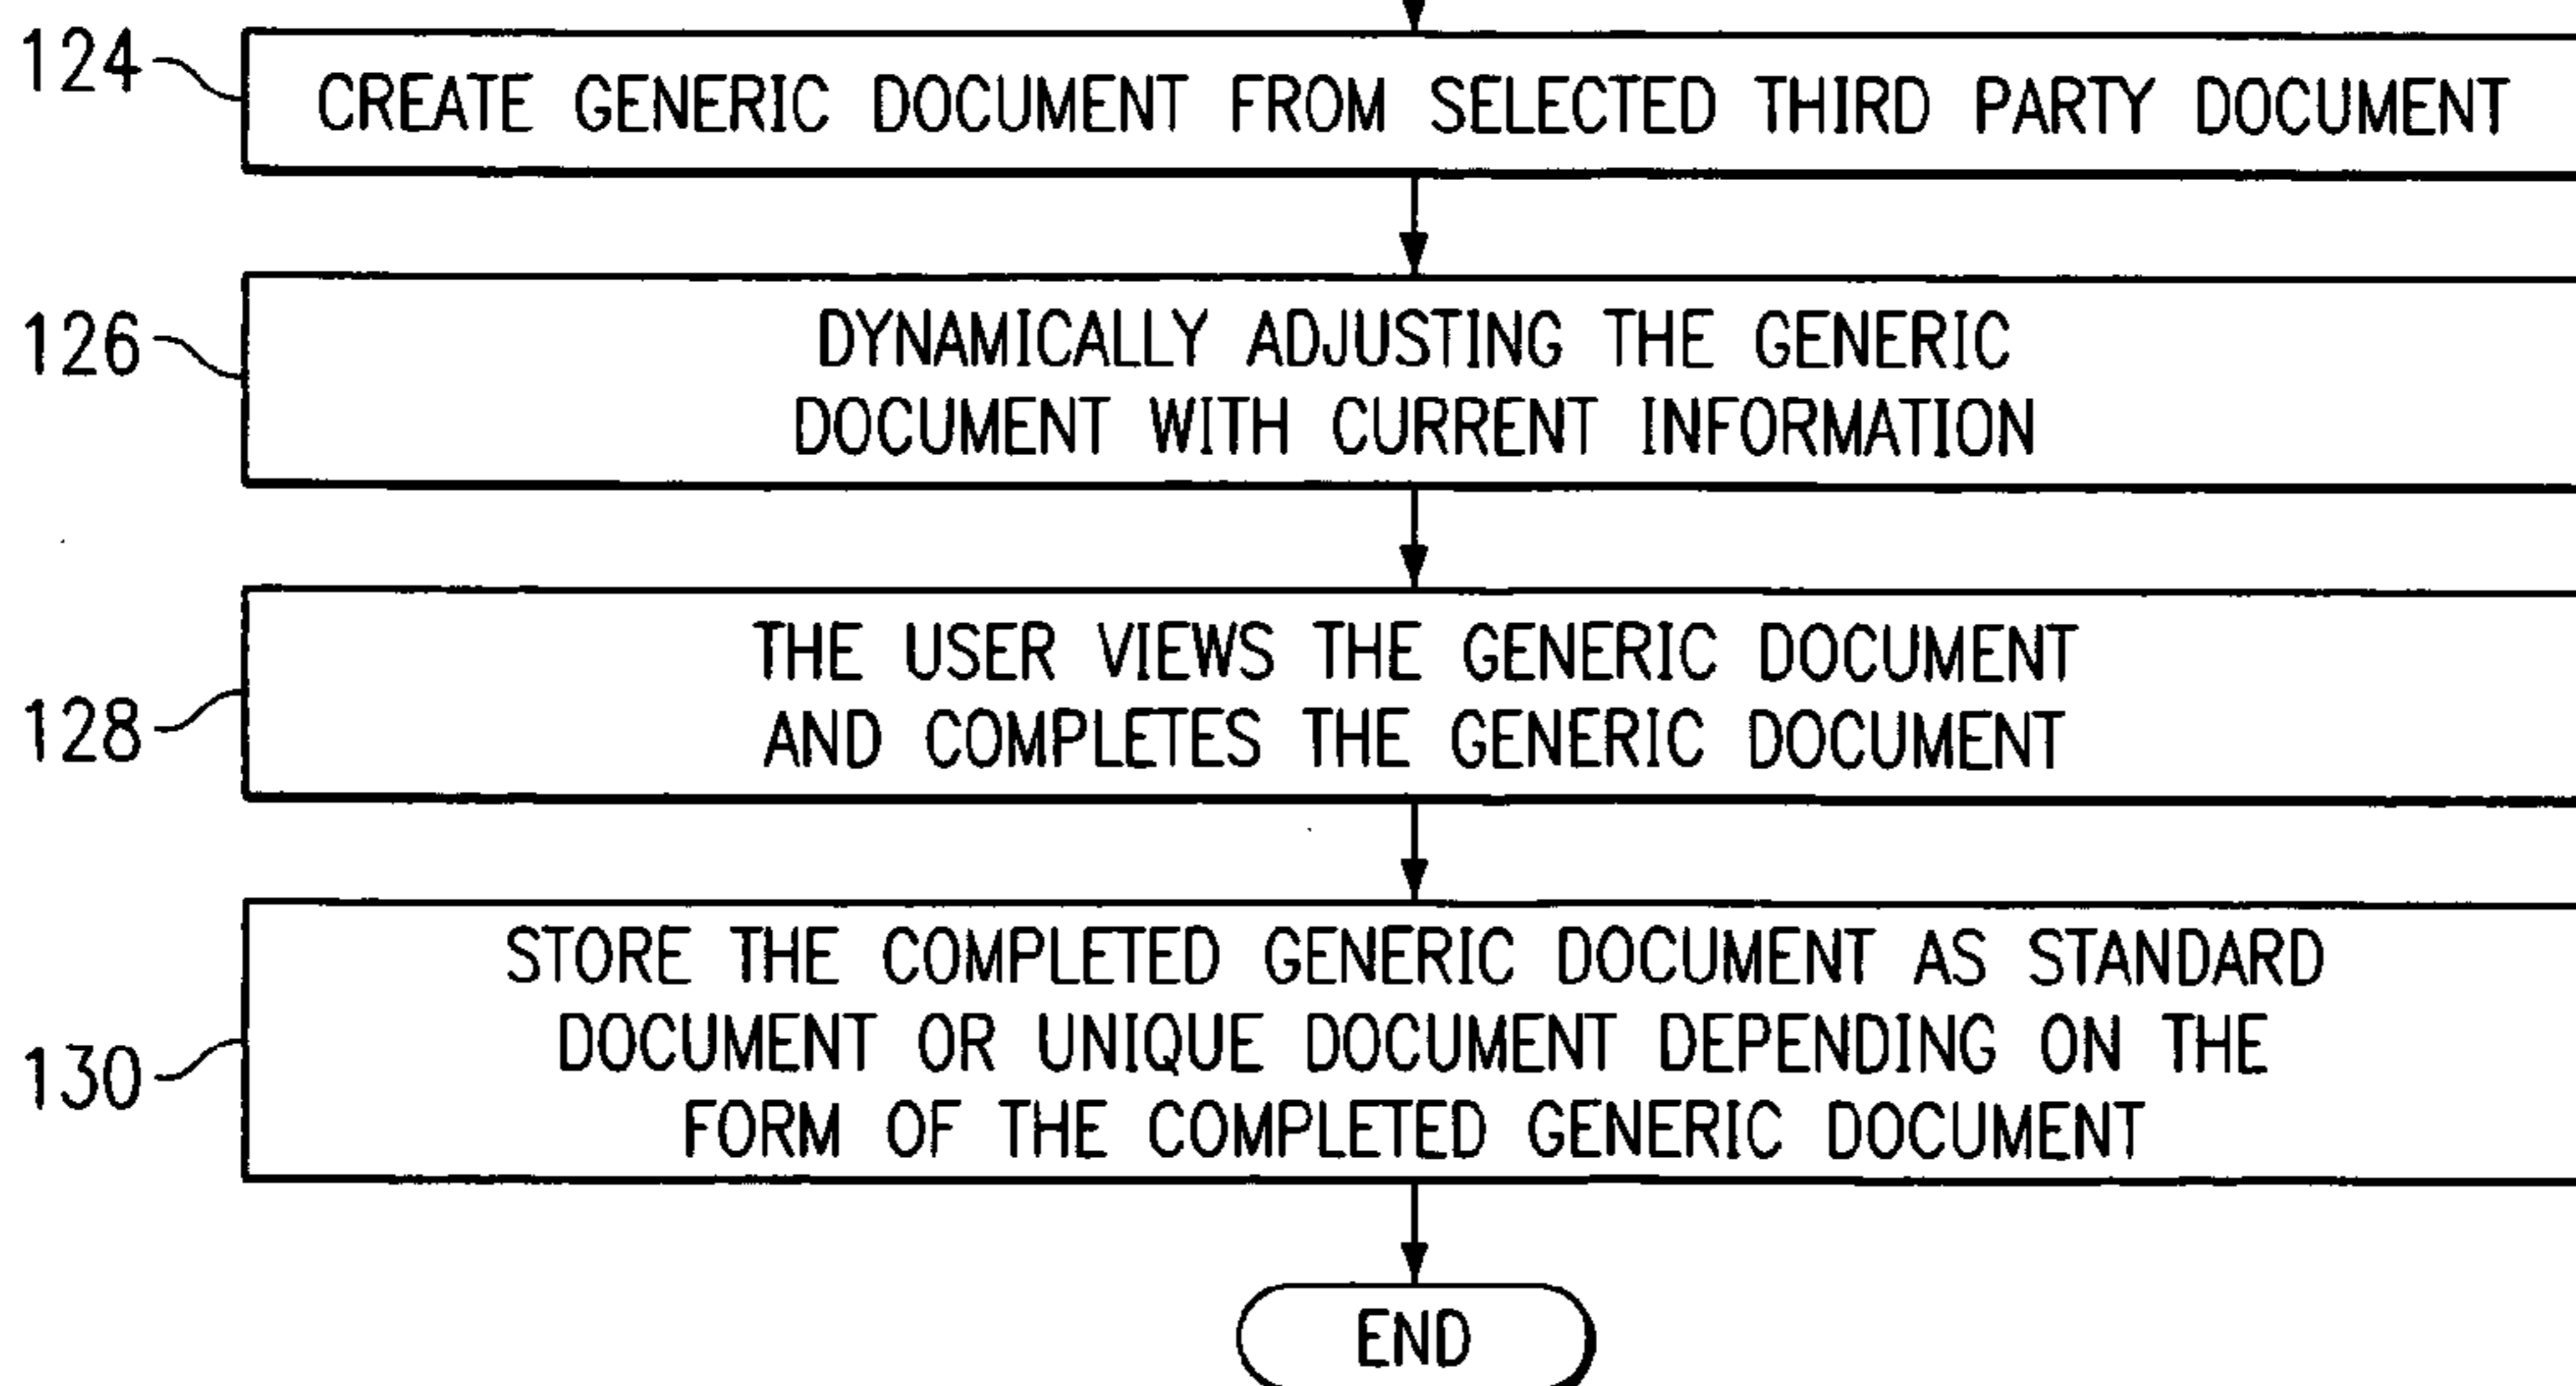 124
CREATE GENERIC DOCUMENT FROM SELECTED THIRD PARTY DOCUMENT
126
DYNAMICALLY ADJUSTING THE GENERIC
DOCUMENT WITH CURRENT INFORMATION
128
THE USER VIEWS THE GENERIC DOCUMENT
AND COMPLETES THE GENERIC DOCUMENT
130
STORE THE COMPLETED GENERIC DOCUMENT AS STANDARD
DOCUMENT OR UNIQUE DOCUMENT DEPENDING ON THE
FORM OF THE COMPLETED GENERIC DOCUMENT
END